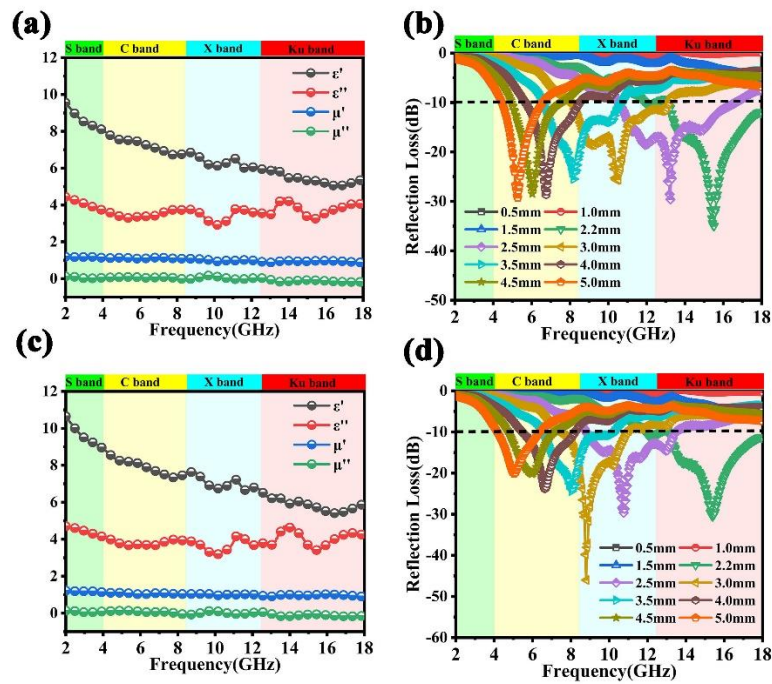 (a)
S band C band X band Ku band
12
10
8
6
4
2
0
ε'
ε''
μ'
μ''
2 4 6 8 10 12 14 16 18
Frequency(GHz)
(b)
S band C band X band Ku band
Reflection Loss(dB)
0
-10
-20
-30
-40
-50
0.5mm 1.0mm
1.5mm 2.2mm
2.5mm 3.0mm
3.5mm 4.0mm
4.5mm 5.0mm
2 4 6 8 10 12 14 16 18
Frequency(GHz)
(c)
S band C band X band Ku band
12
10
8
6
4
2
0
ε'
ε''
μ'
μ''
2 4 6 8 10 12 14 16 18
Frequency(GHz)
(d)
S band C band X band Ku band
Reflection Loss(dB)
0
-10
-20
-30
-40
-50
-60
0.5mm 1.0mm
1.5mm 2.2mm
2.5mm 3.0mm
3.5mm 4.0mm
4.5mm 5.0mm
2 4 6 8 10 12 14 16 18
Frequency(GHz)